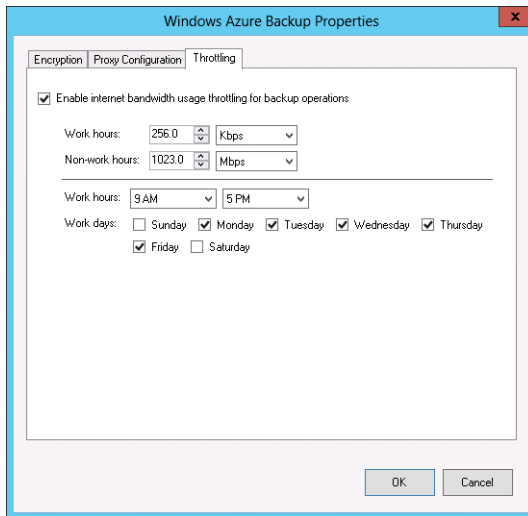 Windows Azure Backup Properties x
Encryption Proxy Configuration Throttling
Enable internet bandwidth usage throttling for backup operations
Work hours: 256.0 Kbps
Non-work hours: 1023.0 Mbps
Work hours: 9 AM 5 PM
Work days: Sunday Monday Tuesday Wednesday Thursday
Friday Saturday
OK Cancel